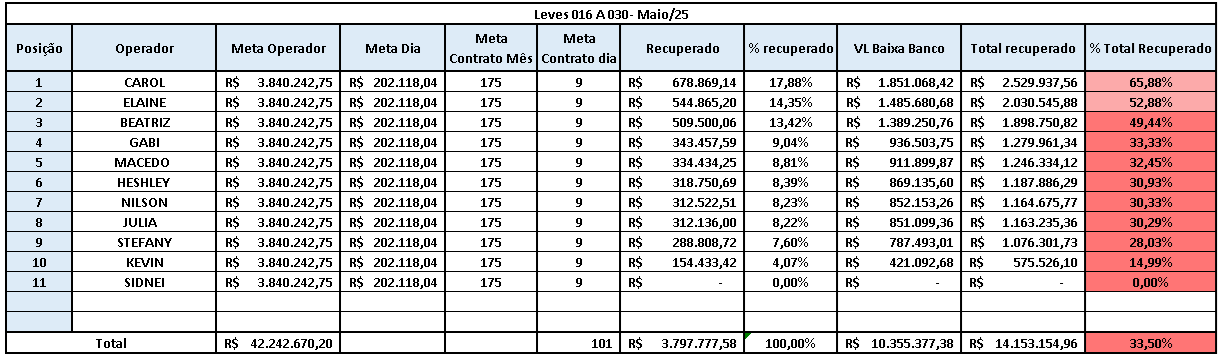 Leves 016 A 030- Maio/25
Posição Operador Meta Operador Meta Dia Meta Contrato Mês Meta Contrato dia Recuperado % recuperado VL Baixa Banco Total recuperado % Total Recuperado
1 CAROL R$ 3.840.242,75 R$ 202.118,04 175 9 R$ 678.869,14 17,88% R$ 1.851.068,42 R$ 2.529.937,56 65,88%
2 ELAINE R$ 3.840.242,75 R$ 202.118,04 175 9 R$ 544.865,20 14,35% R$ 1.485.680,68 R$ 2.030.545,88 52,88%
3 BEATRIZ R$ 3.840.242,75 R$ 202.118,04 175 9 R$ 509.500,06 13,42% R$ 1.389.250,76 R$ 1.898.750,82 49,44%
4 GABI R$ 3.840.242,75 R$ 202.118,04 175 9 R$ 343.457,59 9,04% R$ 936.503,75 R$ 1.279.961,34 33,33%
5 MACEDO R$ 3.840.242,75 R$ 202.118,04 175 9 R$ 334.434,25 8,81% R$ 911.899,87 R$ 1.246.334,12 32,45%
6 HESHLEY R$ 3.840.242,75 R$ 202.118,04 175 9 R$ 318.750,69 8,39% R$ 869.135,60 R$ 1.187.886,29 30,93%
7 NILSON R$ 3.840.242,75 R$ 202.118,04 175 9 R$ 312.522,51 8,23% R$ 852.153,26 R$ 1.164.675,77 30,33%
8 JULIA R$ 3.840.242,75 R$ 202.118,04 175 9 R$ 312.136,00 8,22% R$ 851.099,36 R$ 1.163.235,36 30,29%
9 STEFANY R$ 3.840.242,75 R$ 202.118,04 175 9 R$ 288.808,72 7,60% R$ 787.493,01 R$ 1.076.301,73 28,03%
10 KEVIN R$ 3.840.242,75 R$ 202.118,04 175 9 R$ 154.433,42 4,07% R$ 421.092,68 R$ 575.526,10 14,99%
11 SIDNEI R$ 3.840.242,75 R$ 202.118,04 175 9 R$ - 0,00% R$ - R$ - 0,00%
Total R$ 42.242.670,20 101 R$ 3.797.777,58 100,00% R$ 10.355.377,38 R$ 14.153.154,96 33,50%